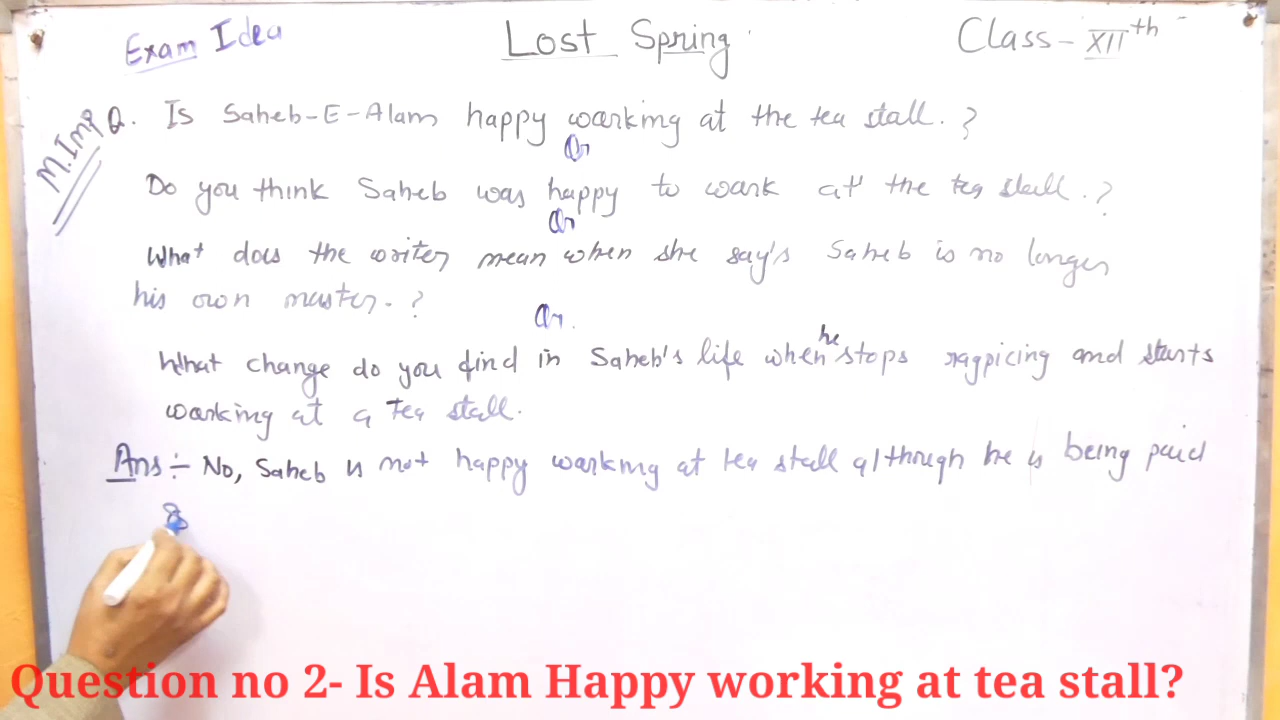 Exam Idea
Lost Spring
Class - XIIth
M.Imp
Q. Is Saheb-E-Alam happy working at the tea stall.?
Or
Do you think Saheb was happy to work at the tea stall.?
Or
What does the writer mean when she say's Saheb is no longer
his own master.?
Or.
What change do you find in Saheb's life when he stops ragpicing and starts
working at a Tea stall.
Ans:- No, Saheb is not happy working at tea stall although he is being paid
8
Question no 2- Is Alam Happy working at tea stall?